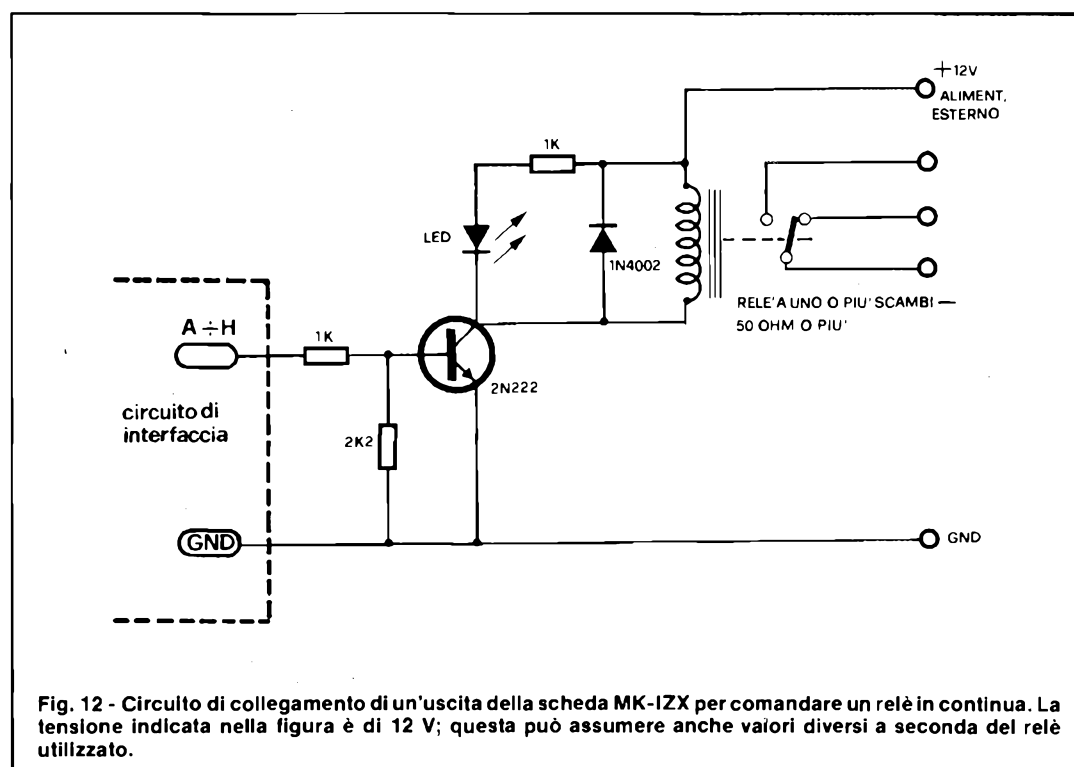 +12V
ALIMENT.
ESTERNO
1K
LED
1N4002
RELE'A UNO O PIU' SCAMBI —
50 OHM O PIU'
A÷H
1K
2N222
circuito di
interfaccia
2K2
GND
GND
Fig. 12 - Circuito di collegamento di un'uscita della scheda MK-IZX per comandare un relè in continua. La
tensione indicata nella figura è di 12 V; questa può assumere anche valori diversi a seconda del relè
utilizzato.